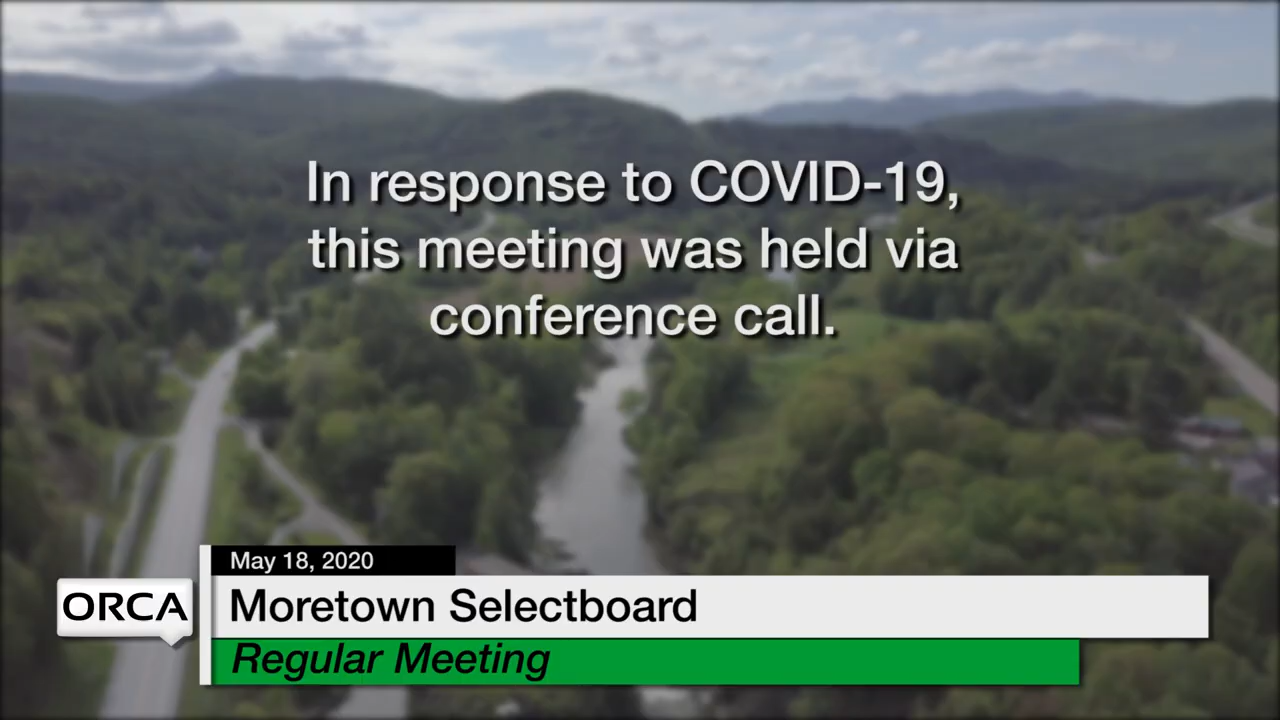 In response to COVID-19,
this meeting was held via
conference call.
May 18, 2020
ORCA
Moretown Selectboard
Regular Meeting